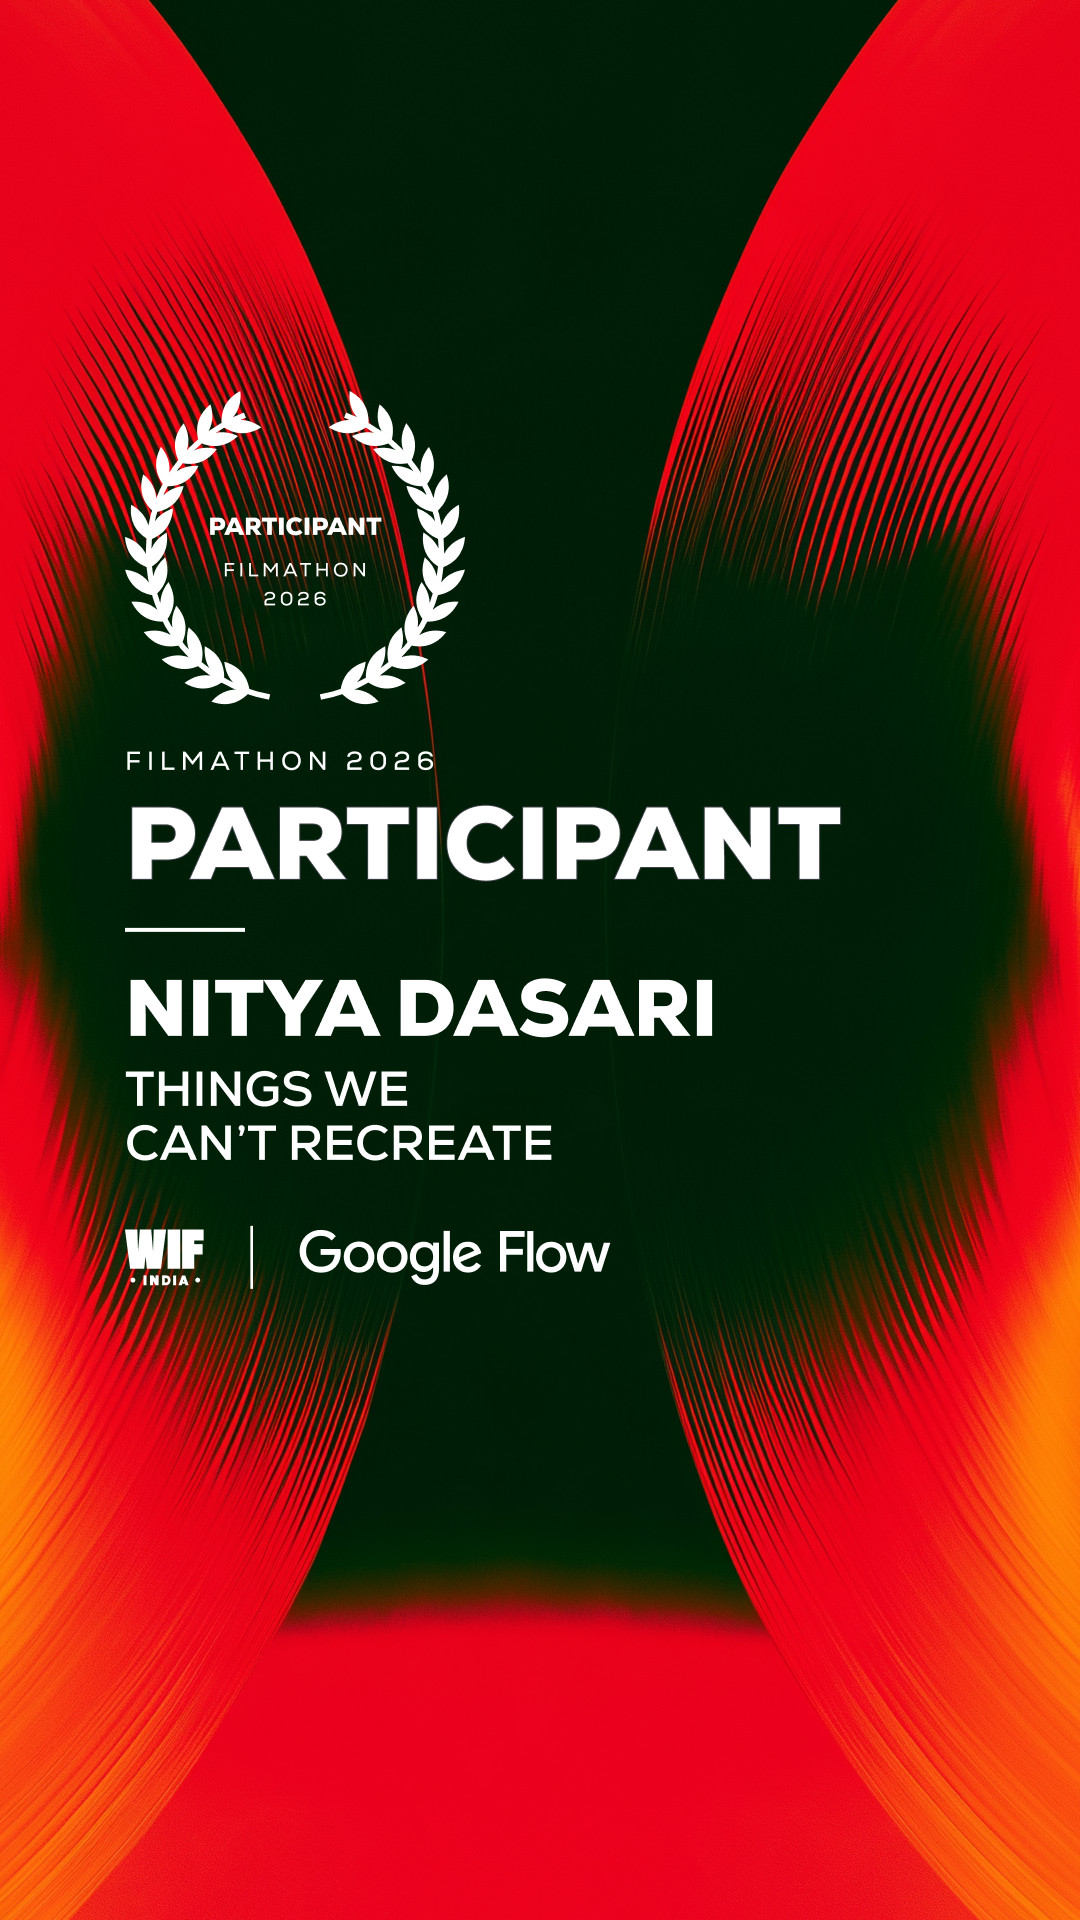 PARTICIPANT
FILMATHON
2026
FILMATHON 2026
PARTICIPANT
NITYA DASARI
THINGS WE
CAN’T RECREATE
WIF
• INDIA •
Google Flow